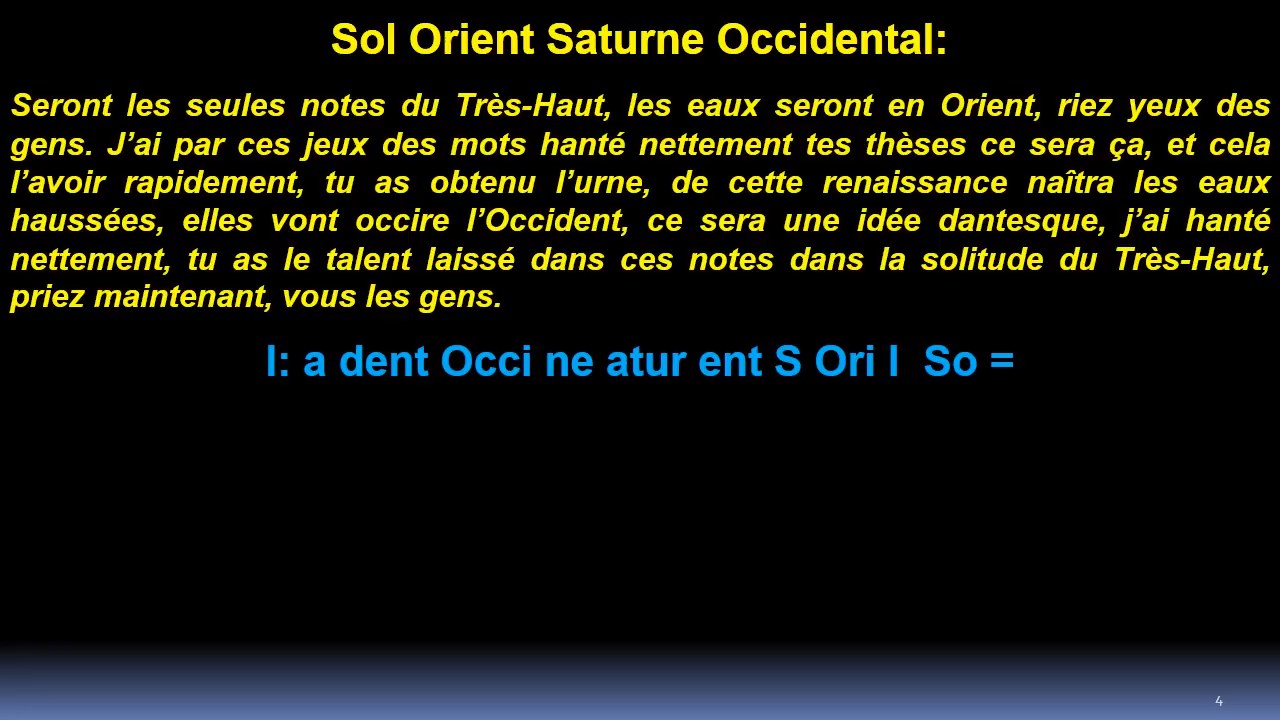 Sol Orient Saturne Occidental:
Seront les seules notes du Très-Haut, les eaux seront en Orient, riez yeux des
gens. J’ai par ces jeux des mots hanté nettement tes thèses ce sera ça, et cela
l’avoir rapidement, tu as obtenu l’urne, de cette renaissance naîtra les eaux
haussées, elles vont occire l’Occident, ce sera une idée dantesque, j’ai hanté
nettement, tu as le talent laissé dans ces notes dans la solitude du Très-Haut,
priez maintenant, vous les gens.
l: a dent Occi ne atur ent S Ori l  So =
4